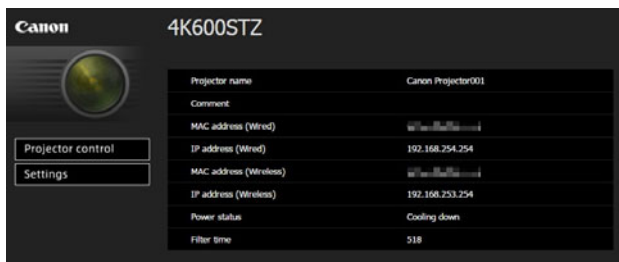 Canon
4K600STZ
Projector name Canon Projector001
Comment
MAC address (Wired)
Projector control
IP address (Wired) 192.168.254.254
Settings
MAC address (Wireless)
IP address (Wireless) 192.168.253.254
Power status Cooling down
Filter time 518